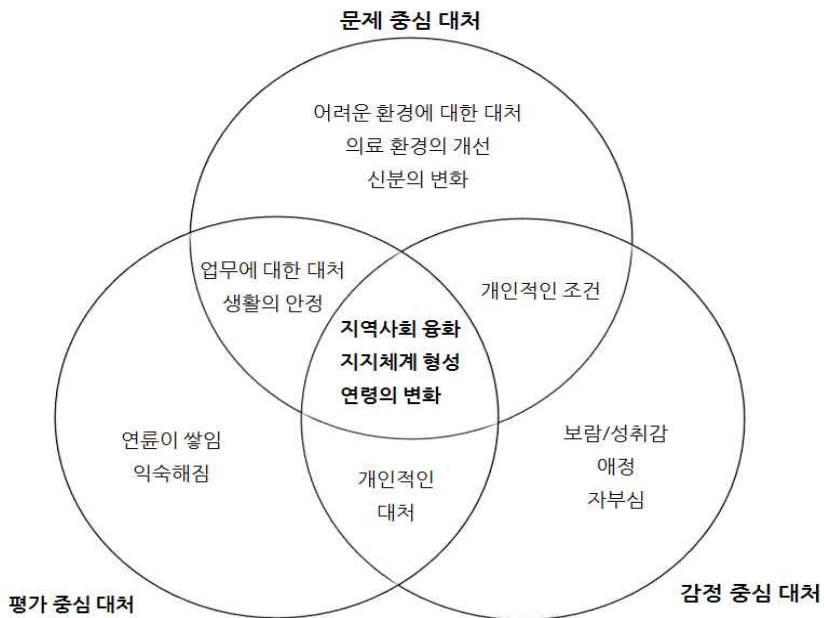 문제 중심 대처
어려운 환경에 대한 대처
의료 환경의 개선
신분의 변화
업무에 대한 대처
생활의 안정
개인적인 조건
지역사회 융화
지지체계 형성
연령의 변화
연륜이 쌓임
익숙해짐
개인적인
대처
보람/성취감
애정
자부심
평가 중심 대처
감정 중심 대처